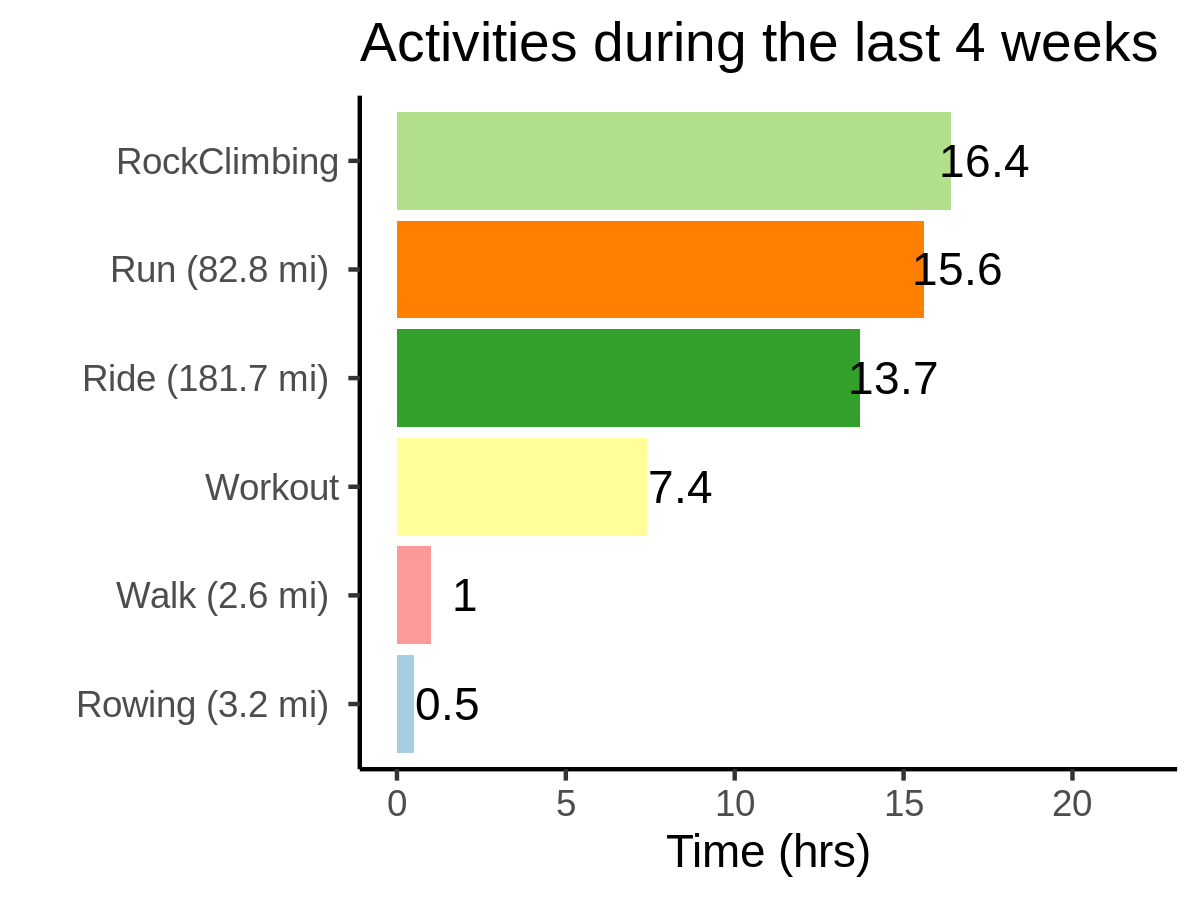 Activities during the last 4 weeks
RockClimbing 16.4
Run (82.8 mi) 15.6
Ride (181.7 mi) 13.7
Workout 7.4
Walk (2.6 mi) 1
Rowing (3.2 mi) 0.5
0 5 10 15 20
Time (hrs)